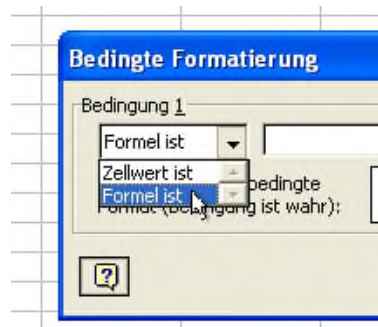 Bedingte Formatierung
Bedingung 1
Formel ist
Zellwert ist
Formel ist
bedingte
ist wahr):